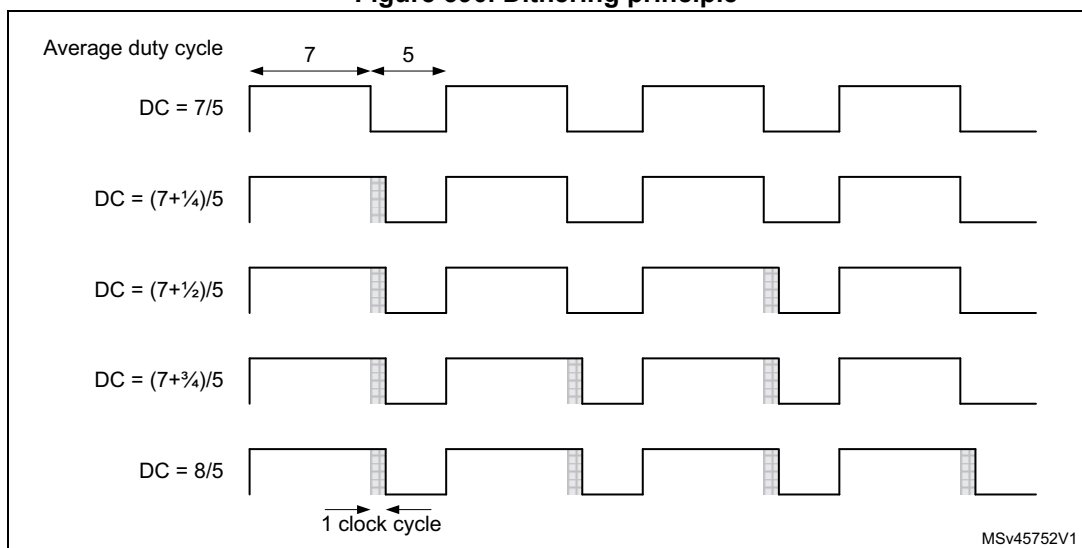 Figure 396. Dithering principle
Average duty cycle
7
5
DC = 7/5
DC = (7+¼)/5
DC = (7+½)/5
DC = (7+¾)/5
DC = 8/5
1 clock cycle
MSv45752V1